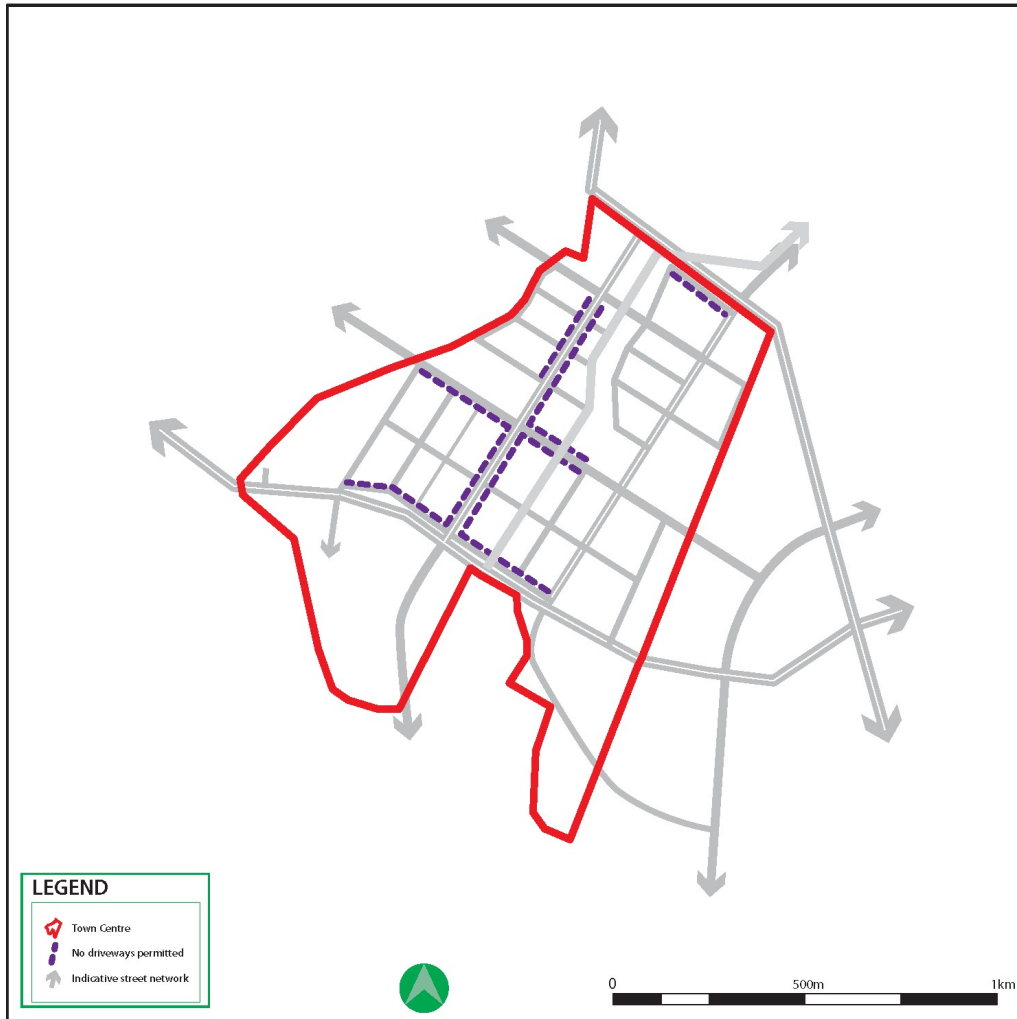 LEGEND
Town Centre
No driveways permitted
Indicative street network
0 500m 1km